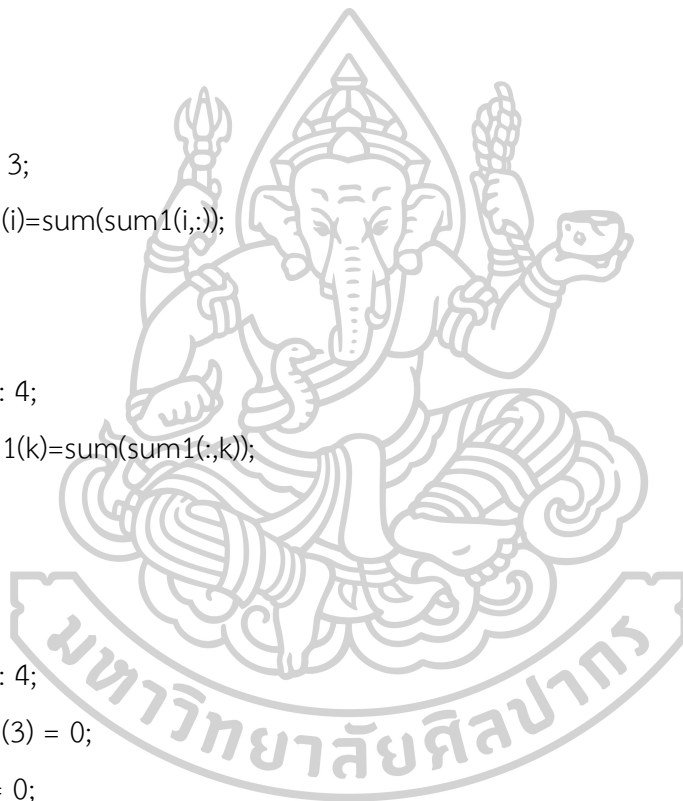 3;
(i)=sum(sum1(i,:));
: 4;
1(k)=sum(sum1(:,k));
: 4;
(3) = 0;
= 0;
มหาวิทยาลัยศิลปากร